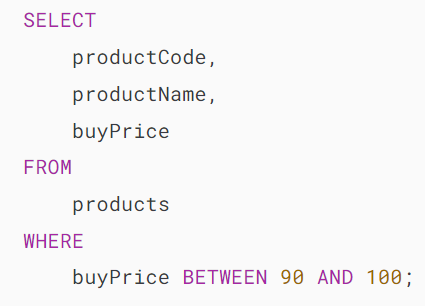 SELECT
productCode,
productName,
buyPrice
FROM
products
WHERE
buyPrice BETWEEN 90 AND 100;